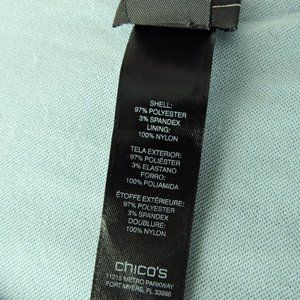 SHELL:
97% POLYESTER
3% SPANDEX
LINING:
100% NYLON
TELA EXTERIOR:
97% POLIÉSTER
3% ELASTANO
FORRO:
100% POLIAMIDA
ÉTOFFE EXTÉRIEURE:
97% POLYESTER
3% SPANDEX
DOUBLURE:
100% NYLON
chico's
11215 METRO PARKWAY
FORT MYERS, FL 33966